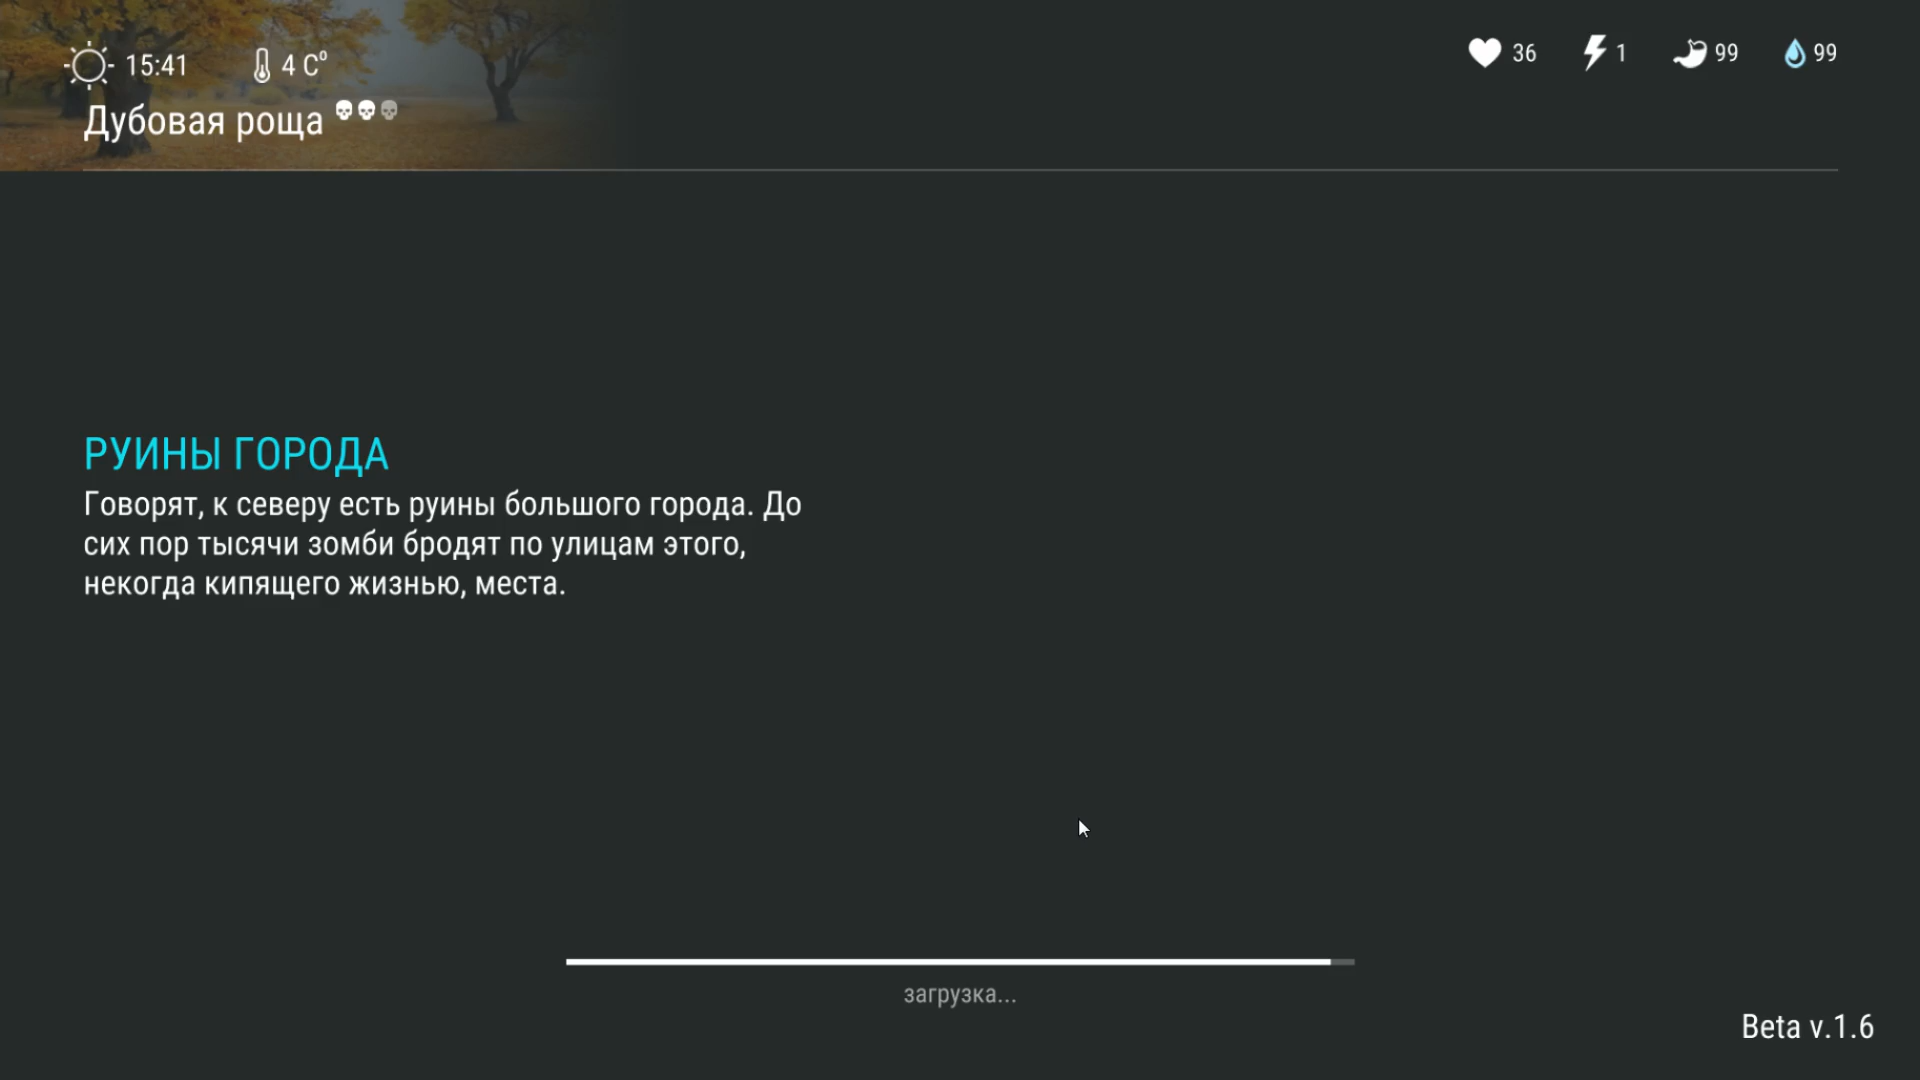 15:41 4 C⁰
36 1 99 99
Дубовая роща
РУИНЫ ГОРОДА
Говорят, к северу есть руины большого города. До
сих пор тысячи зомби бродят по улицам этого,
некогда кипящего жизнью, места.
загрузка...
Beta v.1.6